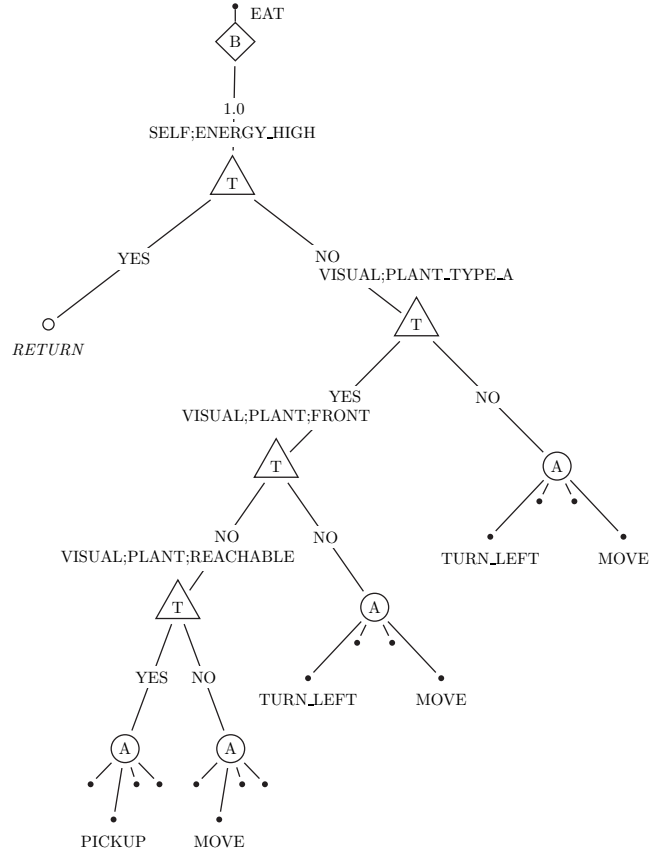 EAT
B
1.0
SELF;ENERGY_HIGH
T
YES
NO
VISUAL;PLANT_TYPE_A
RETURN
T
YES
VISUAL;PLANT;FRONT
NO
T
A
NO
VISUAL;PLANT;REACHABLE
NO
TURN_LEFT
MOVE
T
A
YES
NO
TURN_LEFT
MOVE
A
A
PICKUP
MOVE